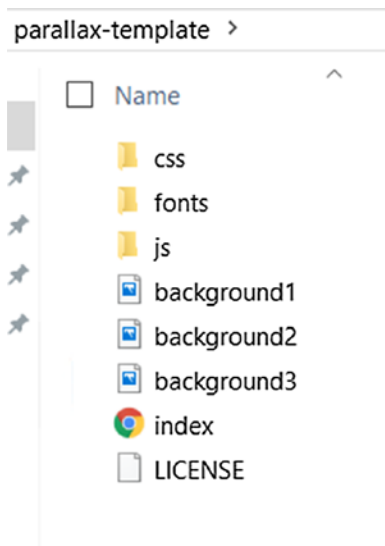 parallax-template >
Name
css
fonts
js
background1
background2
background3
index
LICENSE